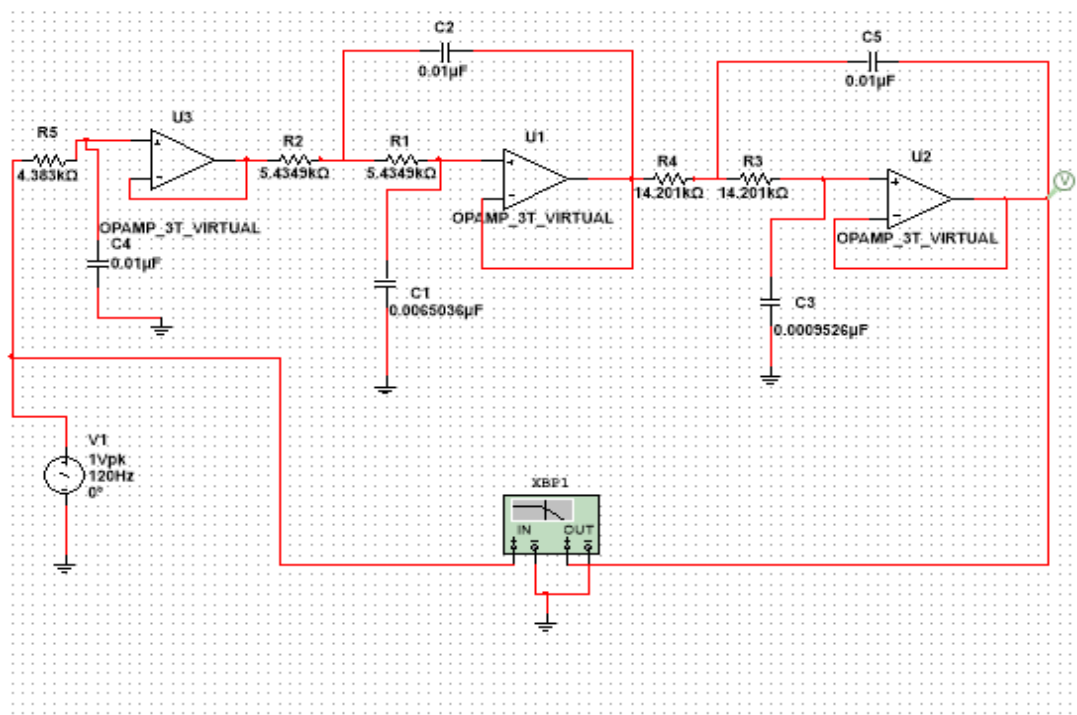 C2
0.01µF
C5
0.01µF
R5
4.383kΩ
U3
+
−
OPAMP_3T_VIRTUAL
C4
0.01µF
R2
5.4349kΩ
R1
5.4349kΩ
U1
+
−
OPAMP_3T_VIRTUAL
C1
0.0065036µF
R4
14.201kΩ
R3
14.201kΩ
U2
+
−
OPAMP_3T_VIRTUAL
C3
0.0009526µF
V
V1
1Vpk
120Hz
0°
XBP1
IN OUT
+ − + −